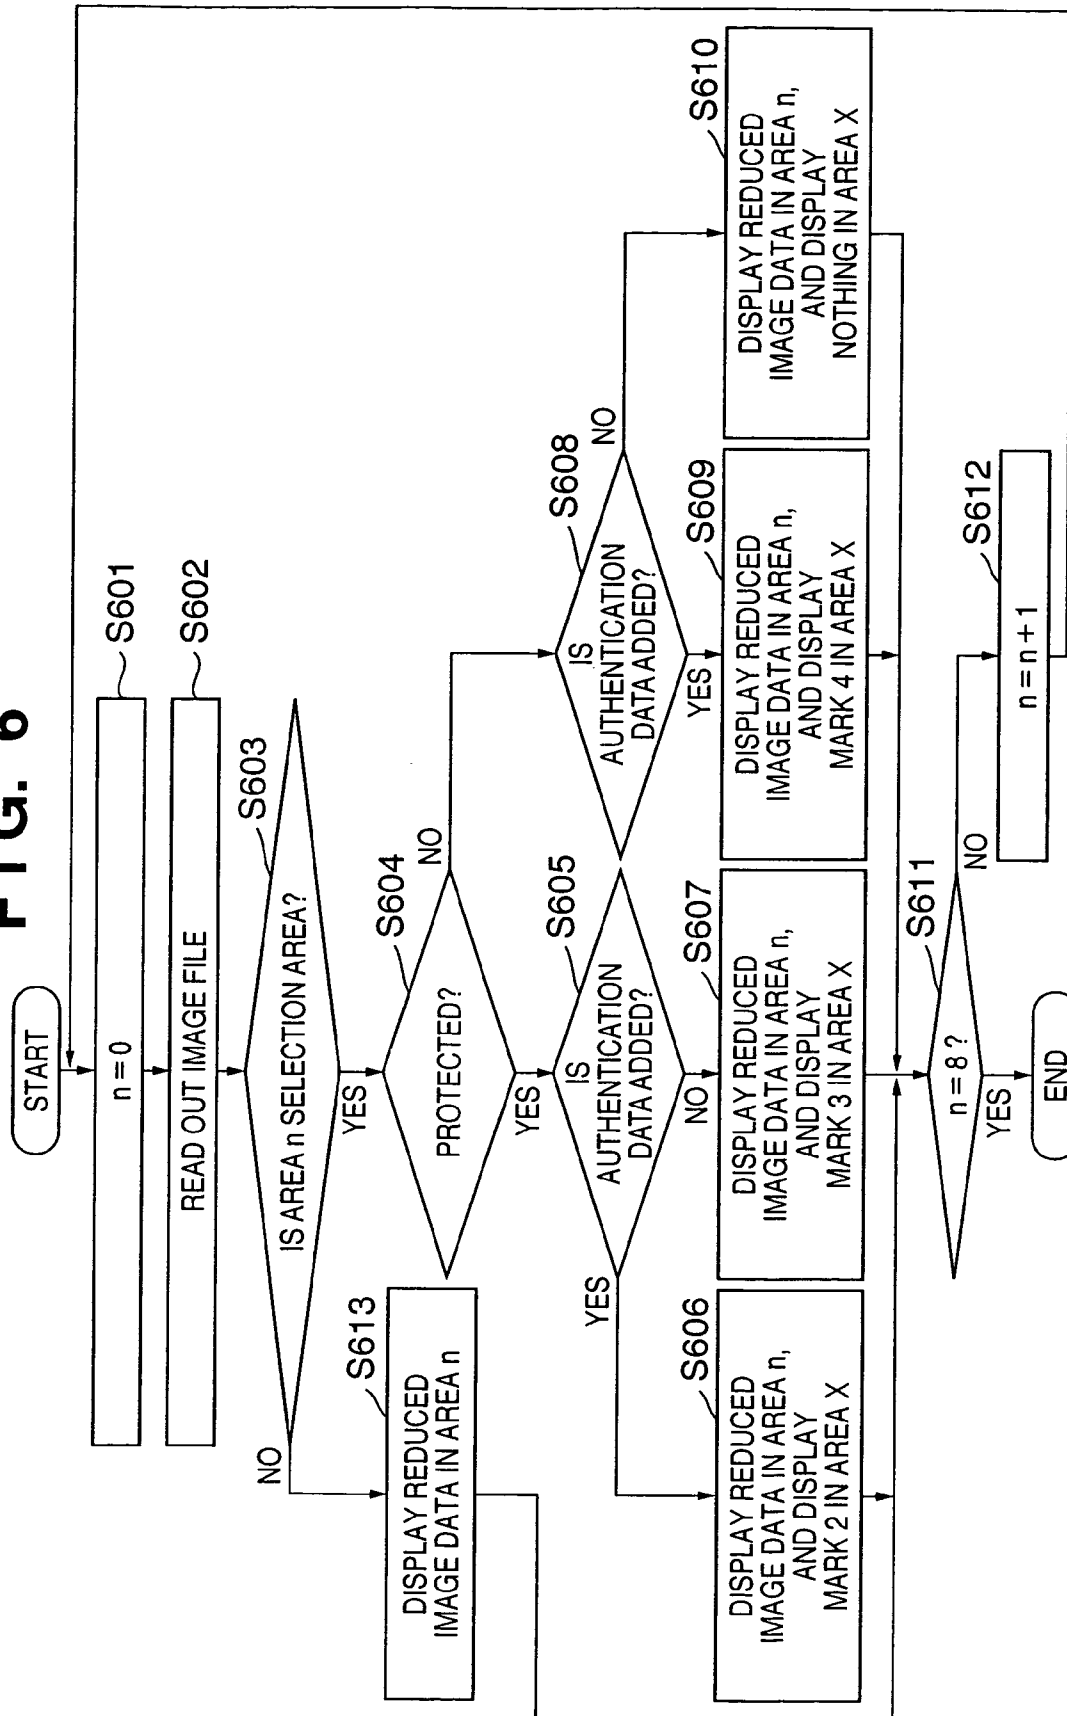 FIG. 6
START
S601
n = 0
S602
READ OUT IMAGE FILE
S603
IS AREA n SELECTION AREA?
NO
YES
S613
DISPLAY REDUCED
IMAGE DATA IN AREA n
S604
PROTECTED?
NO
YES
S605
IS
AUTHENTICATION
DATA ADDED?
YES
NO
S608
IS
AUTHENTICATION
DATA ADDED?
NO
YES
S606
DISPLAY REDUCED
IMAGE DATA IN AREA n,
AND DISPLAY
MARK 2 IN AREA X
S607
DISPLAY REDUCED
IMAGE DATA IN AREA n,
AND DISPLAY
MARK 3 IN AREA X
S609
DISPLAY REDUCED
IMAGE DATA IN AREA n,
AND DISPLAY
MARK 4 IN AREA X
S610
DISPLAY REDUCED
IMAGE DATA IN AREA n,
AND DISPLAY
NOTHING IN AREA X
S611
n = 8 ?
NO
YES
S612
n = n + 1
END